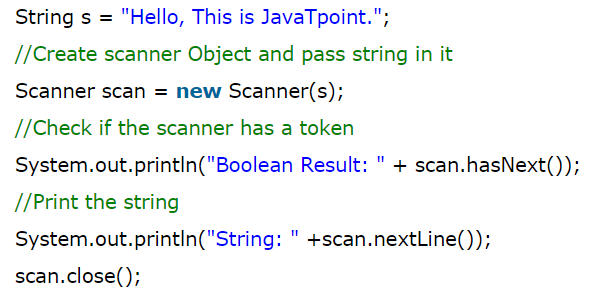 String s = "Hello, This is JavaTpoint.";
//Create scanner Object and pass string in it
Scanner scan = new Scanner(s);
//Check if the scanner has a token
System.out.println("Boolean Result: " + scan.hasNext());
//Print the string
System.out.println("String: " +scan.nextLine());
scan.close();